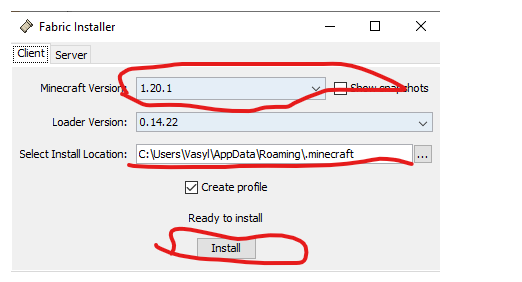 Fabric Installer
Client Server
Minecraft Version: 1.20.1 Show snapshots
Loader Version: 0.14.22
Select Install Location: C:\Users\Vasyl\AppData\Roaming\.minecraft ...
Create profile
Ready to install
Install